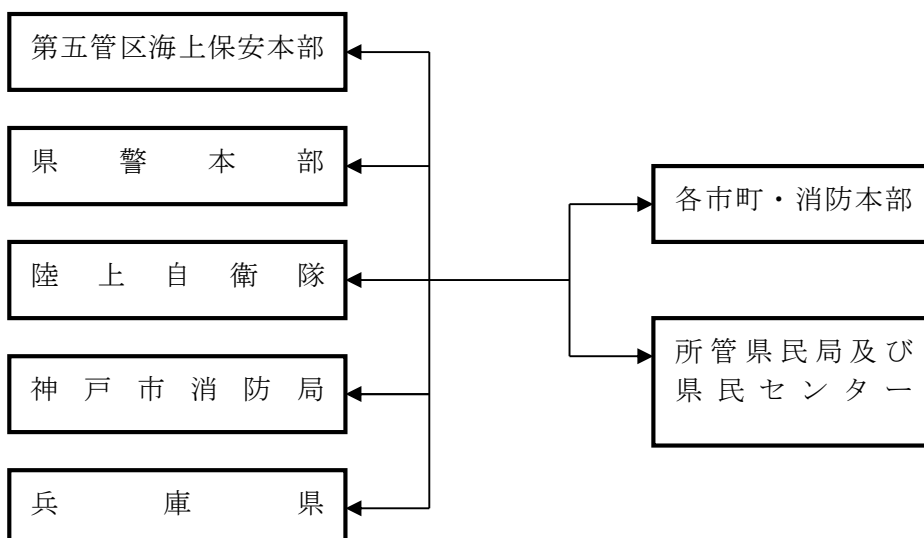 第五管区海上保安本部
県警本部
陸上自衛隊
神戸市消防局
兵庫県
各市町・消防本部
所管県民局及び
県民センター